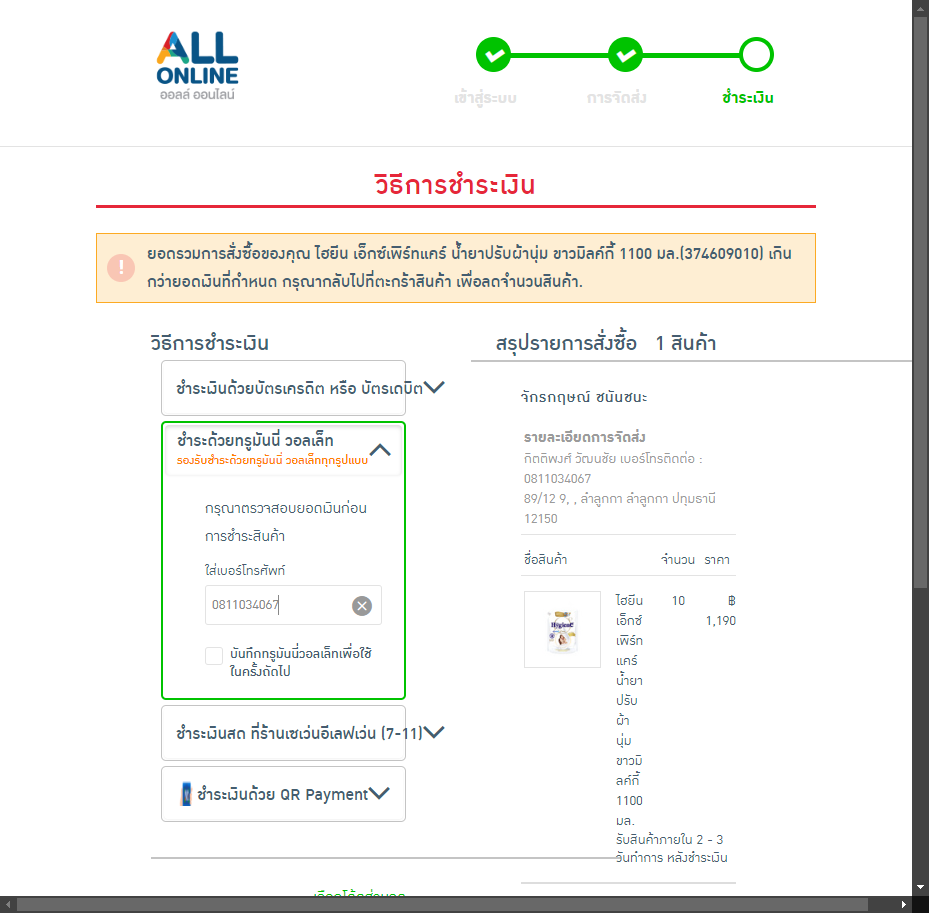 ALL
ONLINE
ออลล์ ออนไลน์
เข้าสู่ระบบ
การจัดส่ง
ชำระเงิน
วิธีการชำระเงิน
ยอดรวมการสั่งซื้อของคุณ ไฮยีน เอ็กซ์เพิร์ทแคร์ น้ำยาปรับผ้านุ่ม ขาวมิลค์กี้ 1100 มล.(374609010) เกิน
กว่ายอดเงินที่กำหนด กรุณากลับไปที่ตะกร้าสินค้า เพื่อลดจำนวนสินค้า.
วิธีการชำระเงิน
ชำระเงินด้วยบัตรเครดิต หรือ บัตรเดบิต
ชำระด้วยทรูมันนี่ วอลเล็ท
รองรับชำระด้วยทรูมันนี่ วอลเล็ททุกรูปแบบ
กรุณาตรวจสอบยอดเงินก่อน
การชำระสินค้า
ใส่เบอร์โทรศัพท์
0811034067
บันทึกทรูมันนี่วอลเล็ทเพื่อใช้
ในครั้งถัดไป
ชำระเงินสด ที่ร้านเซเว่นอีเลฟเว่น (7-11)
ชำระเงินด้วย QR Payment
สรุปรายการสั่งซื้อ 1 สินค้า
จักรกฤษณ์ ชนันชนะ
รายละเอียดการจัดส่ง
กิตติพงศ์ วัฒนชัย เบอร์โทรติดต่อ :
0811034067
89/12 9, , ลำลูกกา ลำลูกกา ปทุมธานี
12150
ชื่อสินค้า จำนวน ราคา
Hygiene
ไฮยีน 10 ฿
เอ็กซ์ 1,190
เพิร์ท
แคร์
น้ำยา
ปรับ
ผ้า
นุ่ม
ขาวมิ
ลค์กี้
1100
มล.
รับสินค้าภายใน 2 - 3
วันทำการ หลังชำระเงิน